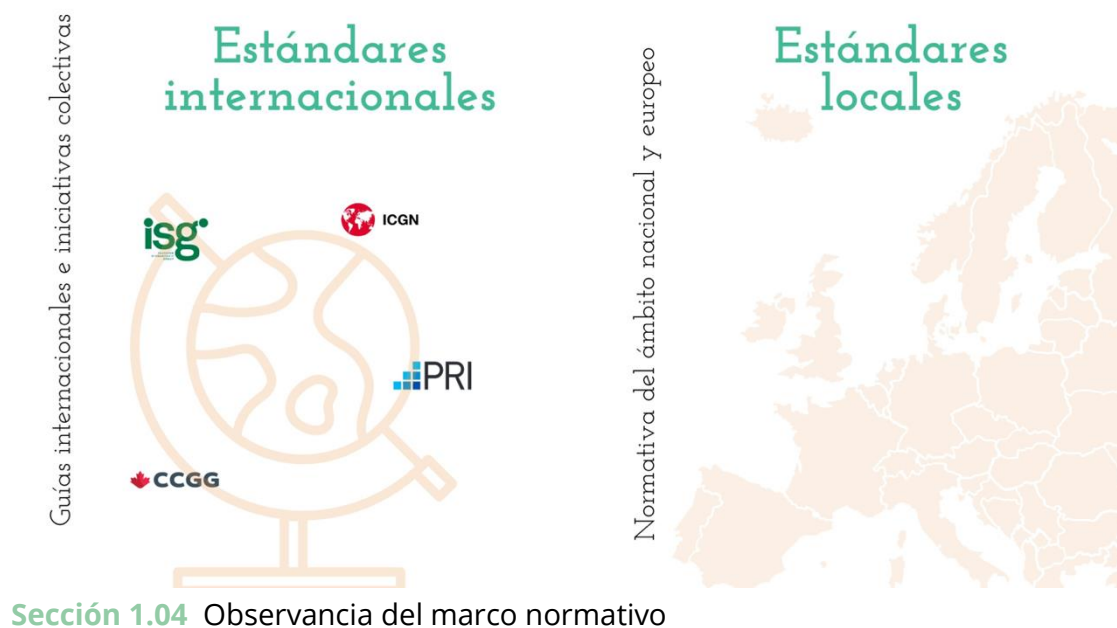 Guías internacionales e iniciativas colectivas
Estándares
internacionales
isg
ICGN
PRI
CCGG
Normativa del ámbito nacional y europeo
Estándares
locales
Sección 1.04 Observancia del marco normativo